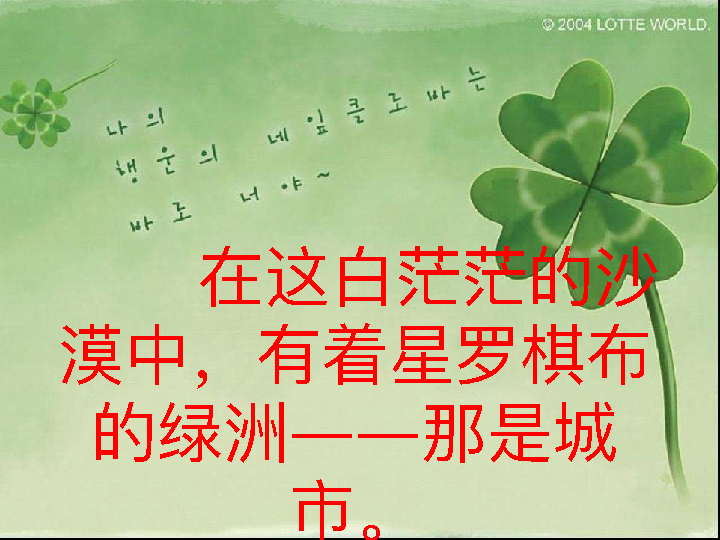 © 2004 LOTTE WORLD.
나의 네잎클로바는
행운의
바로 너야~
在这白茫茫的沙
漠中，有着星罗棋布
的绿洲——那是城
市。